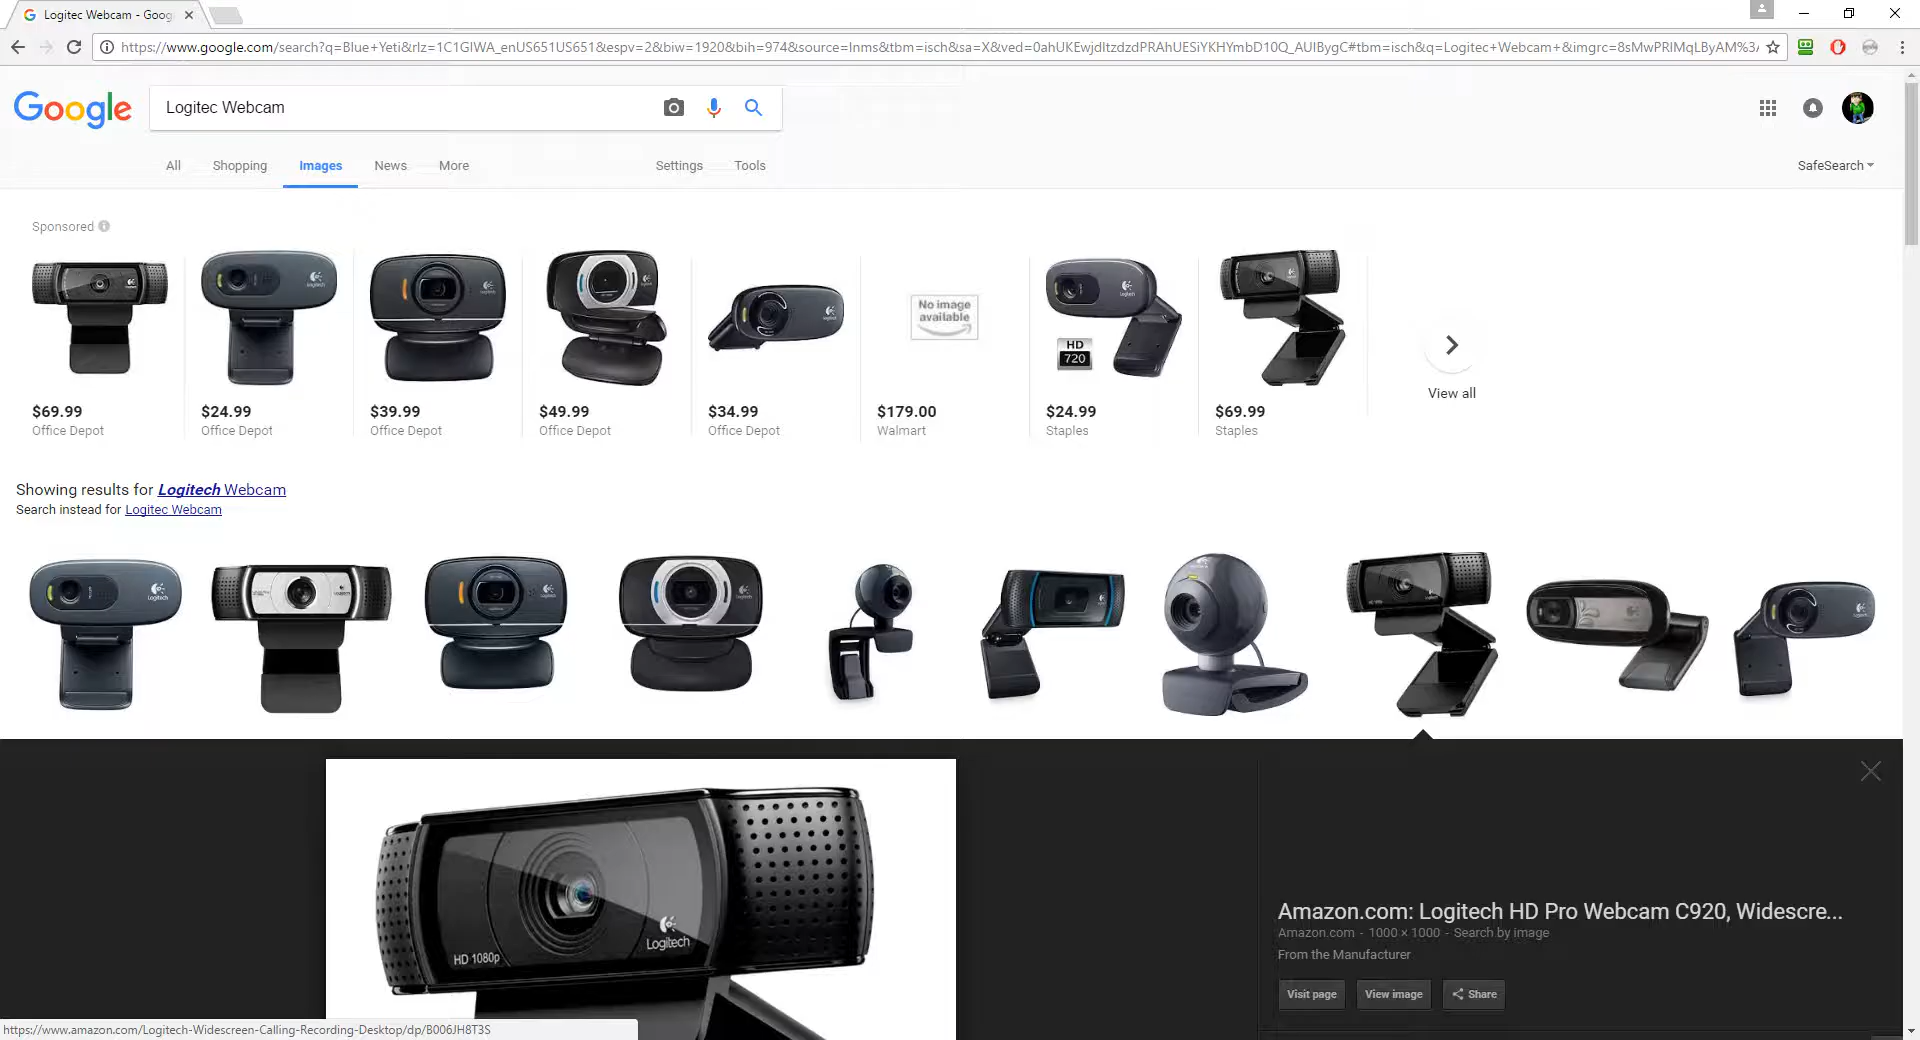 Logitec Webcam - Goog
https://www.google.com/search?q=Blue+Yeti&rlz=1C1GIWA_enUS651US651&espv=2&biw=1920&bih=974&source=lnms&tbm=isch&sa=X&ved=0ahUKEwjdltzdzdPRAhUESiYKHYmbD10Q_AUIBygC#tbm=isch&q=Logitec+Webcam+&imgrc=8sMwPRIMqLByAM%3A
Google
Logitec Webcam
All Shopping Images News More Settings Tools
SafeSearch
Sponsored
No image
available
HD
720
$69.99 $24.99 $39.99 $49.99 $34.99 $179.00 $24.99 $69.99
Office Depot Office Depot Office Depot Office Depot Office Depot Walmart Staples Staples
View all
Showing results for Logitech Webcam
Search instead for Logitec Webcam
Logitech
HD 1080p
Amazon.com: Logitech HD Pro Webcam C920, Widescre...
Amazon.com - 1000 × 1000 - Search by image
From the Manufacturer
Visit page View image Share
https://www.amazon.com/Logitech-Widescreen-Calling-Recording-Desktop/dp/B006JH8T3S